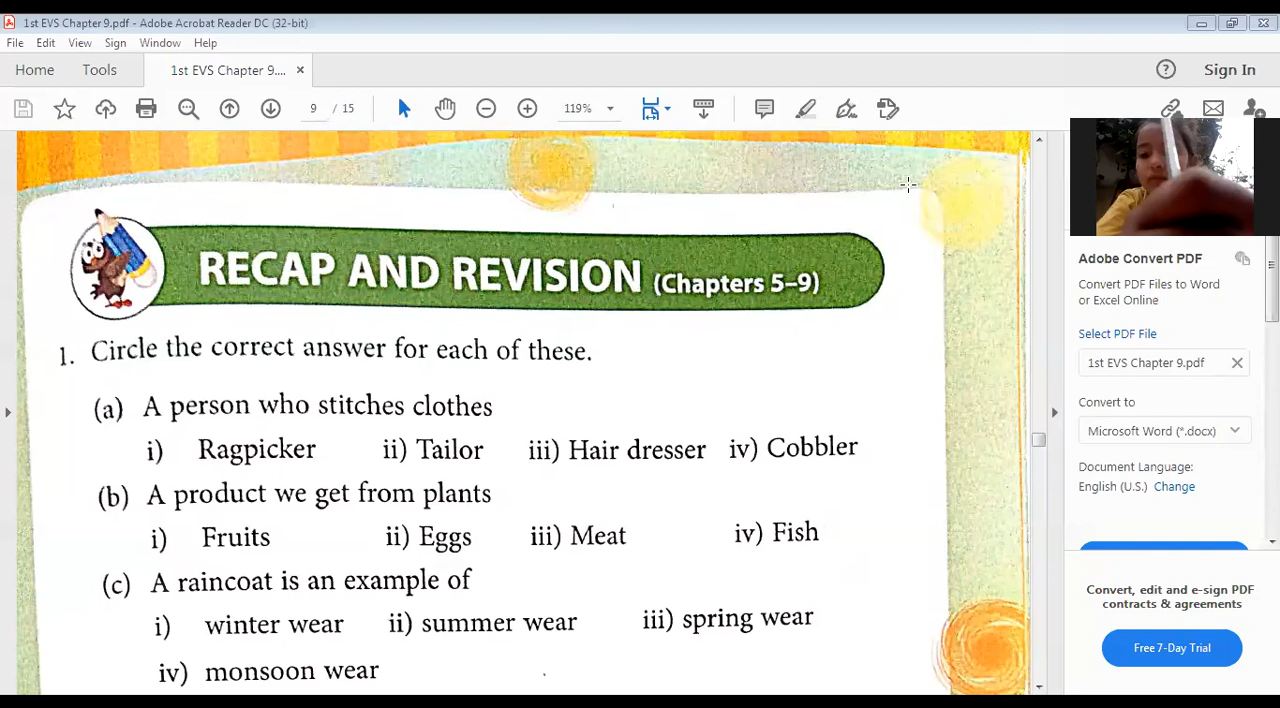 1st EVS Chapter 9.pdf - Adobe Acrobat Reader DC (32-bit)
File Edit View Sign Window Help
Home Tools 1st EVS Chapter 9.... × Sign In
9 / 15 119%
RECAP AND REVISION (Chapters 5–9)
1. Circle the correct answer for each of these.
(a) A person who stitches clothes
i) Ragpicker ii) Tailor iii) Hair dresser iv) Cobbler
(b) A product we get from plants
i) Fruits ii) Eggs iii) Meat iv) Fish
(c) A raincoat is an example of
i) winter wear ii) summer wear iii) spring wear
iv) monsoon wear
Adobe Convert PDF
Convert PDF Files to Word
or Excel Online
Select PDF File
1st EVS Chapter 9.pdf
Convert to
Microsoft Word (*.docx)
Document Language:
English (U.S.) Change
Convert, edit and e-sign PDF
contracts & agreements
Free 7-Day Trial